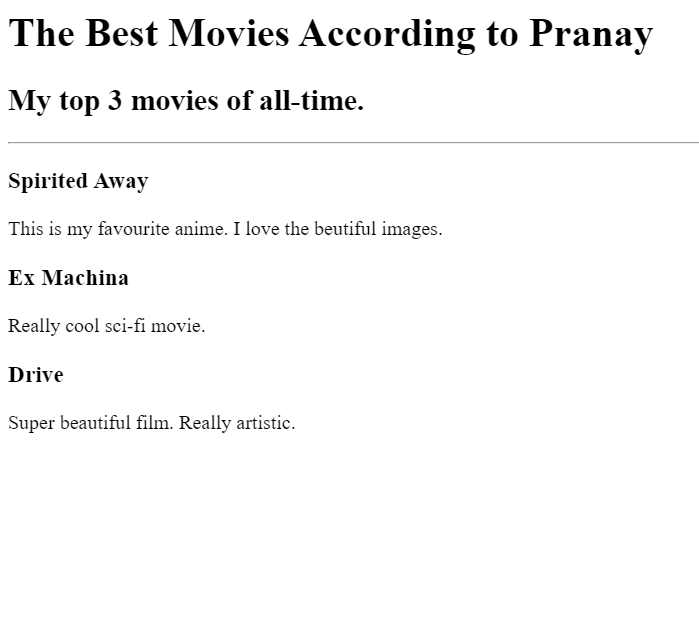 The Best Movies According to Pranay
My top 3 movies of all-time.
Spirited Away
This is my favourite anime. I love the beutiful images.
Ex Machina
Really cool sci-fi movie.
Drive
Super beautiful film. Really artistic.